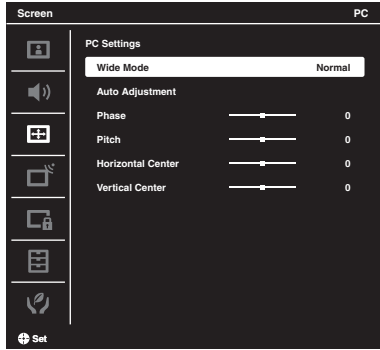 Screen PC
PC Settings
Wide Mode Normal
Auto Adjustment
Phase 0
Pitch 0
Horizontal Center 0
Vertical Center 0
Set